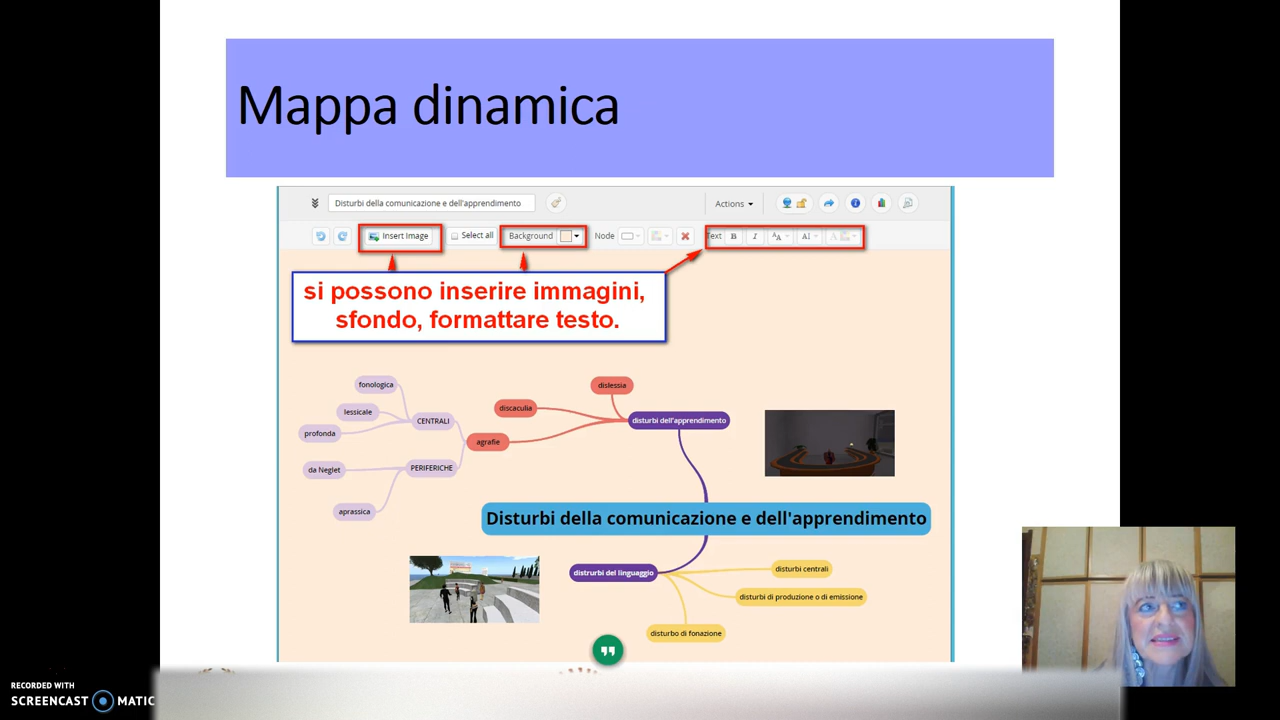 Mappa dinamica
Disturbi della comunicazione e dell'apprendimento
Actions
Insert Image
Select all
Background
Node
Text B I AA AI A
si possono inserire immagini,
sfondo, formattare testo.
fonologica
lessicale
profonda
CENTRALI
da Neglet
PERIFERICHE
aprassica
dislessia
discaculia
agrafie
disturbi dell'apprendimento
Disturbi della comunicazione e dell'apprendimento
distrurbi del linguaggio
disturbi centrali
disturbi di produzione o di emissione
disturbo di fonazione
RECORDED WITH
SCREENCAST MATIC